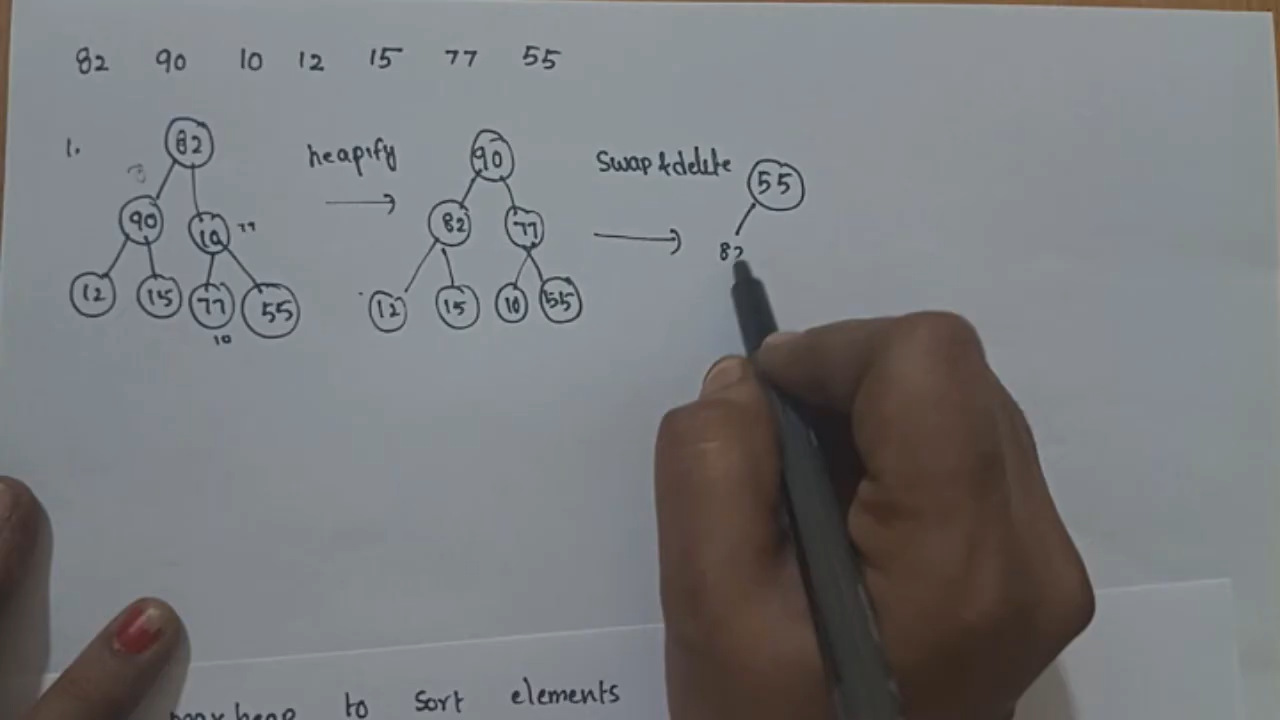 82 90 10 12 15 77 55
1. 82 heapify 90 Swap & delete 55
90 10 77 82 77 82
12 15 77 55 12 15 10 55
10
to sort elements